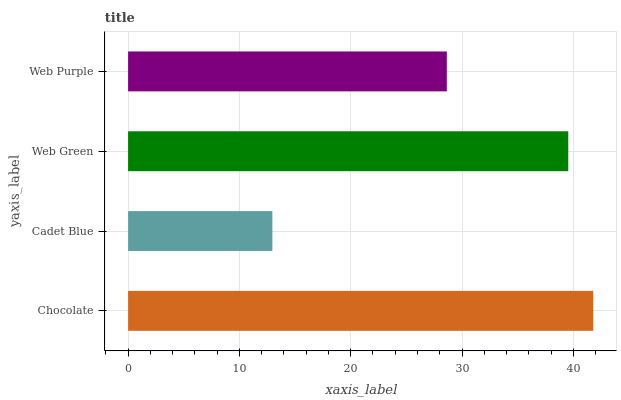 title
Web Purple
Web Green
Cadet Blue
Chocolate
yaxis_label
0 10 20 30 40
xaxis_label